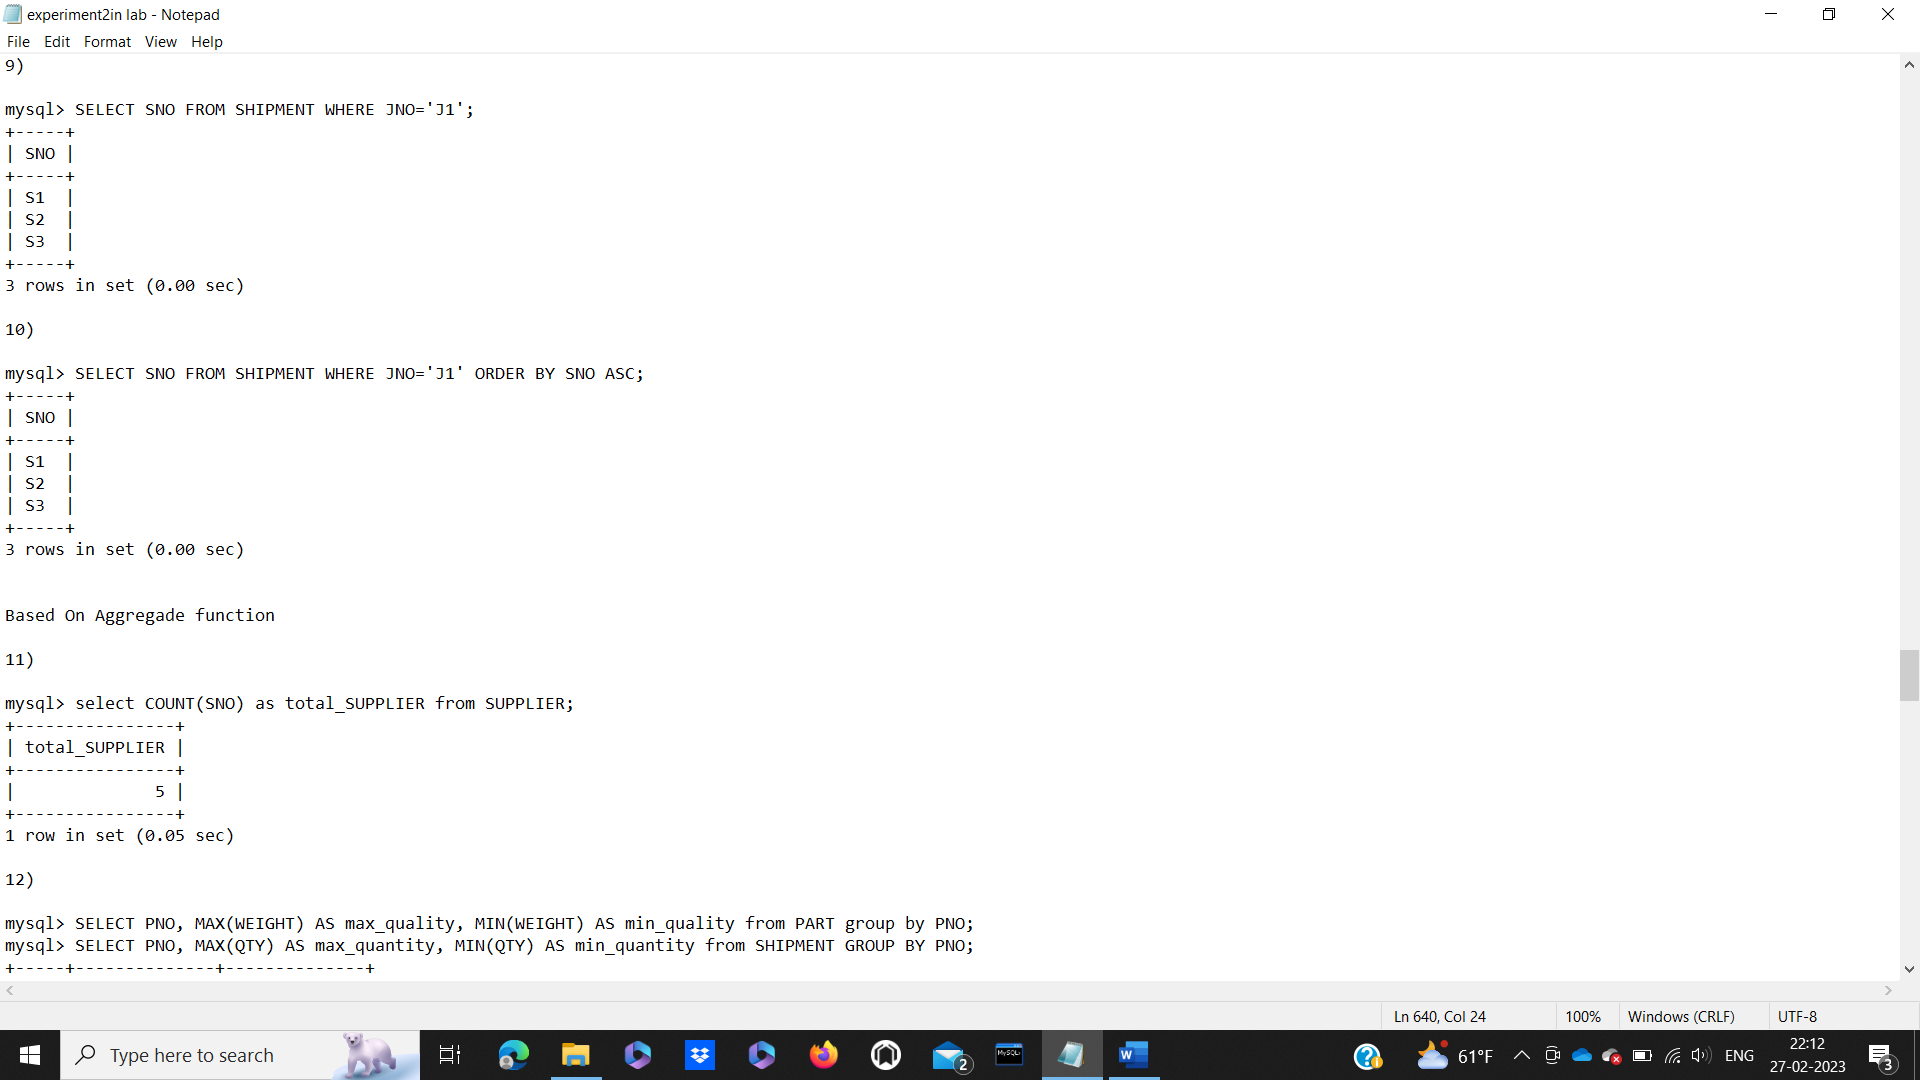 experiment2in lab - Notepad
File Edit Format View Help
9)
mysql> SELECT SNO FROM SHIPMENT WHERE JNO='J1';
+-----+
| SNO |
+-----+
| S1  |
| S2  |
| S3  |
+-----+
3 rows in set (0.00 sec)
10)
mysql> SELECT SNO FROM SHIPMENT WHERE JNO='J1' ORDER BY SNO ASC;
+-----+
| SNO |
+-----+
| S1  |
| S2  |
| S3  |
+-----+
3 rows in set (0.00 sec)
Based On Aggregade function
11)
mysql> select COUNT(SNO) as total_SUPPLIER from SUPPLIER;
+----------------+
| total_SUPPLIER |
+----------------+
|              5 |
+----------------+
1 row in set (0.05 sec)
12)
mysql> SELECT PNO, MAX(WEIGHT) AS max_quality, MIN(WEIGHT) AS min_quality from PART group by PNO;
mysql> SELECT PNO, MAX(QTY) AS max_quantity, MIN(QTY) AS min_quantity from SHIPMENT GROUP BY PNO;
+-----+--------------+--------------+
Ln 640, Col 24 100% Windows (CRLF) UTF-8
Type here to search 2 MySQL W 61°F ENG 22:12
27-02-2023 3